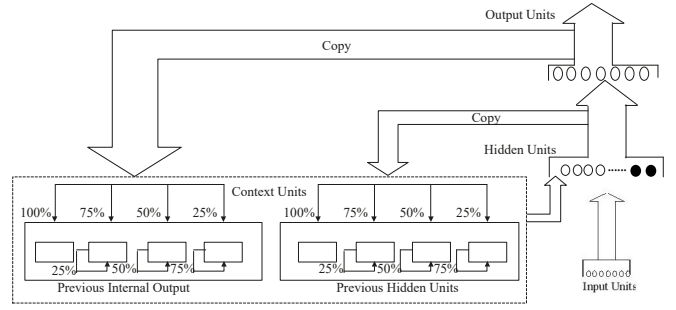 Output Units
Copy
Copy
Hidden Units
Context Units
100% 75% 50% 25%
100% 75% 50% 25%
25% 50% 75%
25% 50% 75%
Previous Internal Output
Previous Hidden Units
Input Units